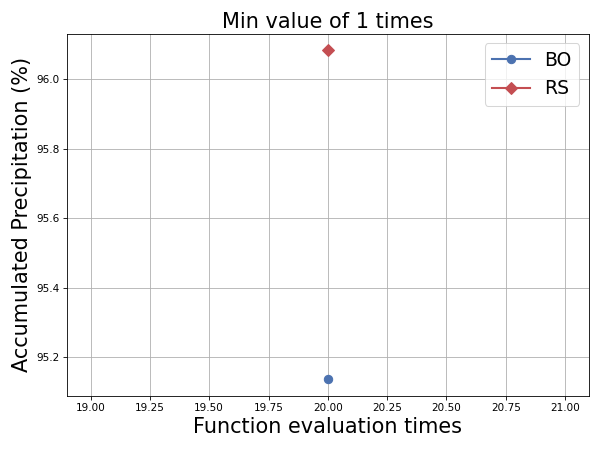 Min value of 1 times
BO
RS
Accumulated Precipitation (%)
96.0
95.8
95.6
95.4
95.2
19.00 19.25 19.50 19.75 20.00 20.25 20.50 20.75 21.00
Function evaluation times